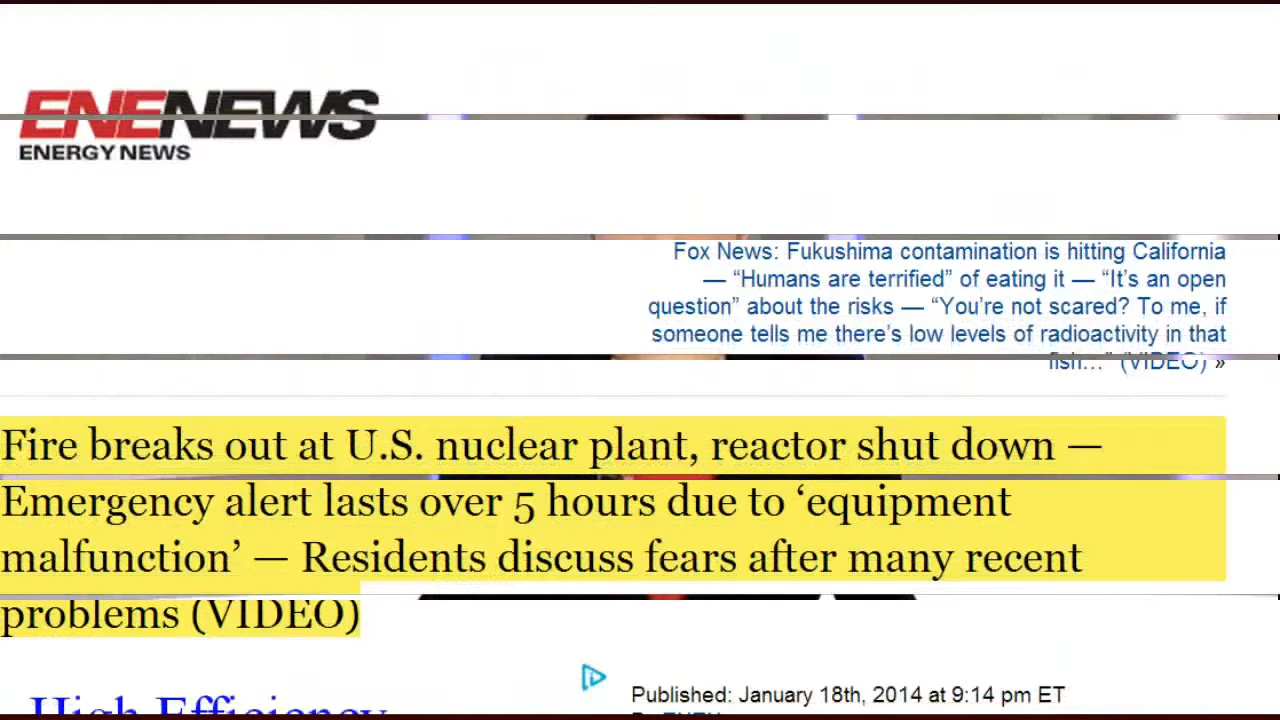 ENENEWS
ENERGY NEWS
Fox News: Fukushima contamination is hitting California
— “Humans are terrified” of eating it — “It’s an open
question” about the risks — “You’re not scared? To me, if
someone tells me there’s low levels of radioactivity in that
fish…” (VIDEO) »
Fire breaks out at U.S. nuclear plant, reactor shut down —
Emergency alert lasts over 5 hours due to ‘equipment
malfunction’ — Residents discuss fears after many recent
problems (VIDEO)
High Efficiency
Published: January 18th, 2014 at 9:14 pm ET